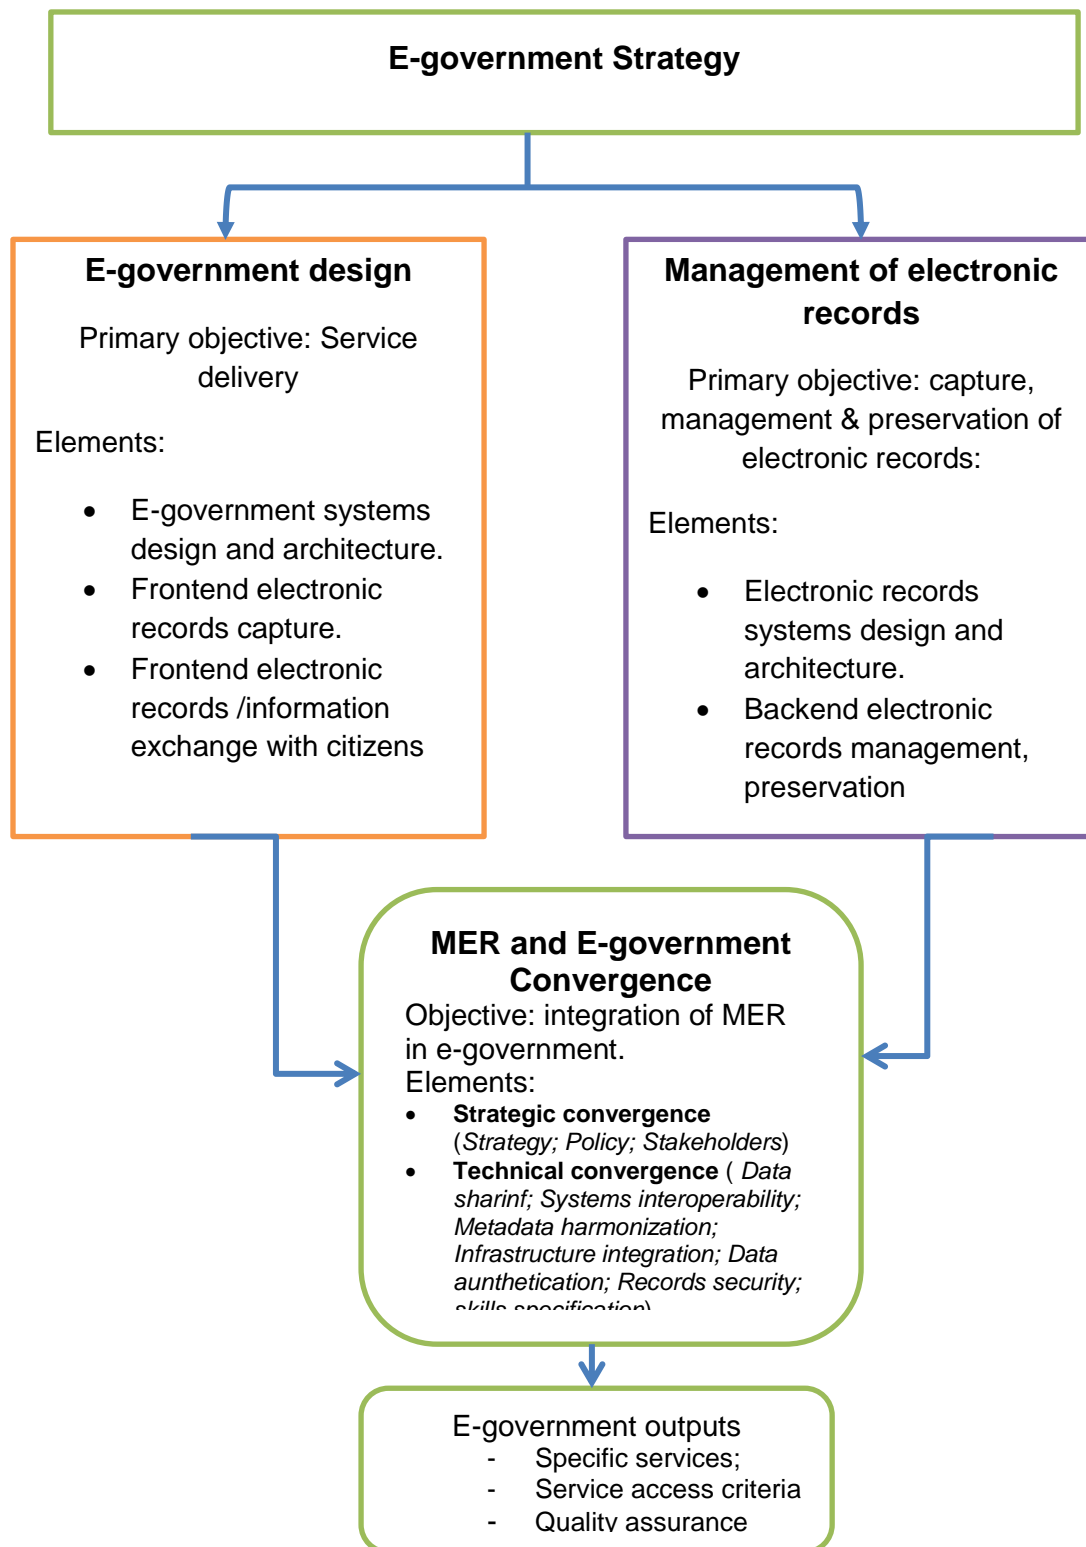 E-government Strategy
E-government design
Primary objective: Service
delivery
Elements:
• E-government systems
design and architecture.
• Frontend electronic
records capture.
• Frontend electronic
records /information
exchange with citizens
Management of electronic
records
Primary objective: capture,
management & preservation of
electronic records:
Elements:
• Electronic records
systems design and
architecture.
• Backend electronic
records management,
preservation
MER and E-government
Convergence
Objective: integration of MER
in e-government.
Elements:
• Strategic convergence
(Strategy; Policy; Stakeholders)
• Technical convergence ( Data
sharinf; Systems interoperability;
Metadata harmonization;
Infrastructure integration; Data
aunthetication; Records security;
skills specification)
E-government outputs
- Specific services;
- Service access criteria
- Quality assurance